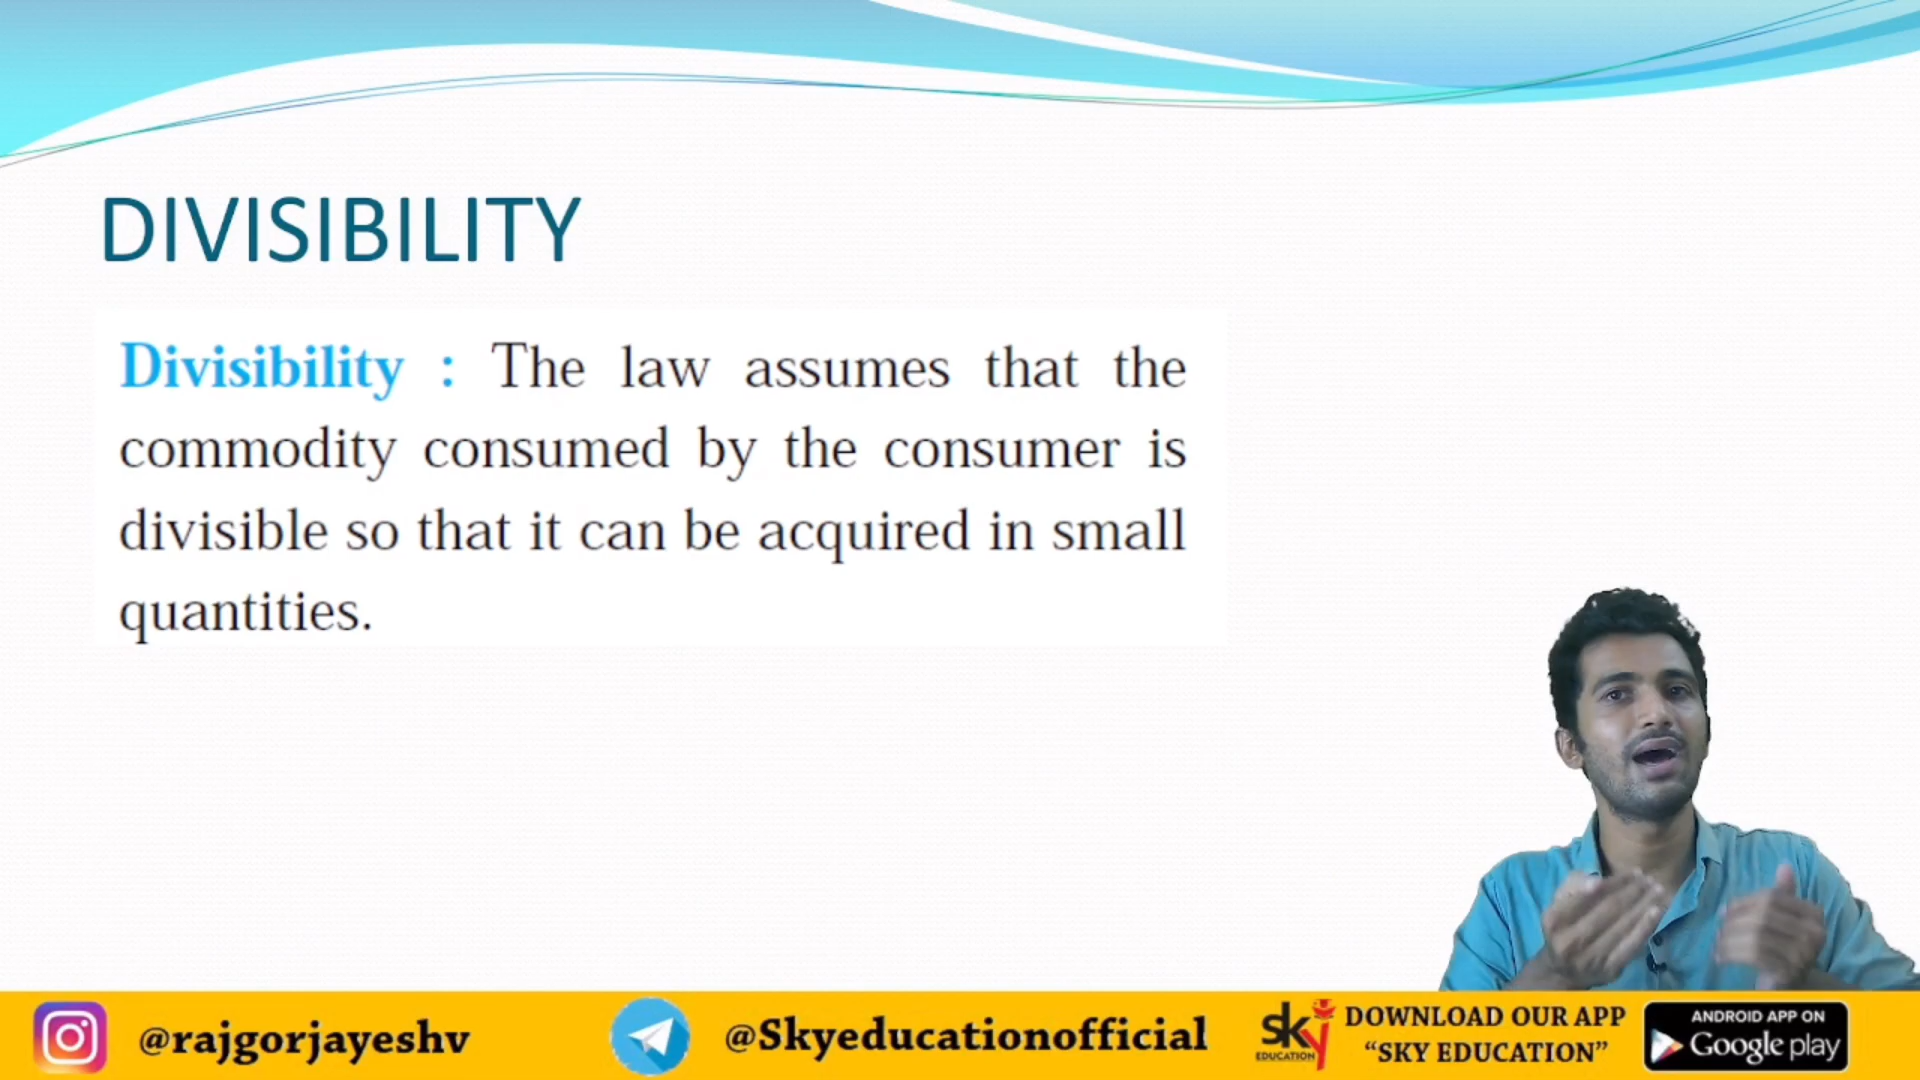 DIVISIBILITY
Divisibility : The law assumes that the
commodity consumed by the consumer is
divisible so that it can be acquired in small
quantities.
@rajgorjayeshv
@Skyeducationofficial
sky
EDUCATION
DOWNLOAD OUR APP
“SKY EDUCATION”
ANDROID APP ON
Google play